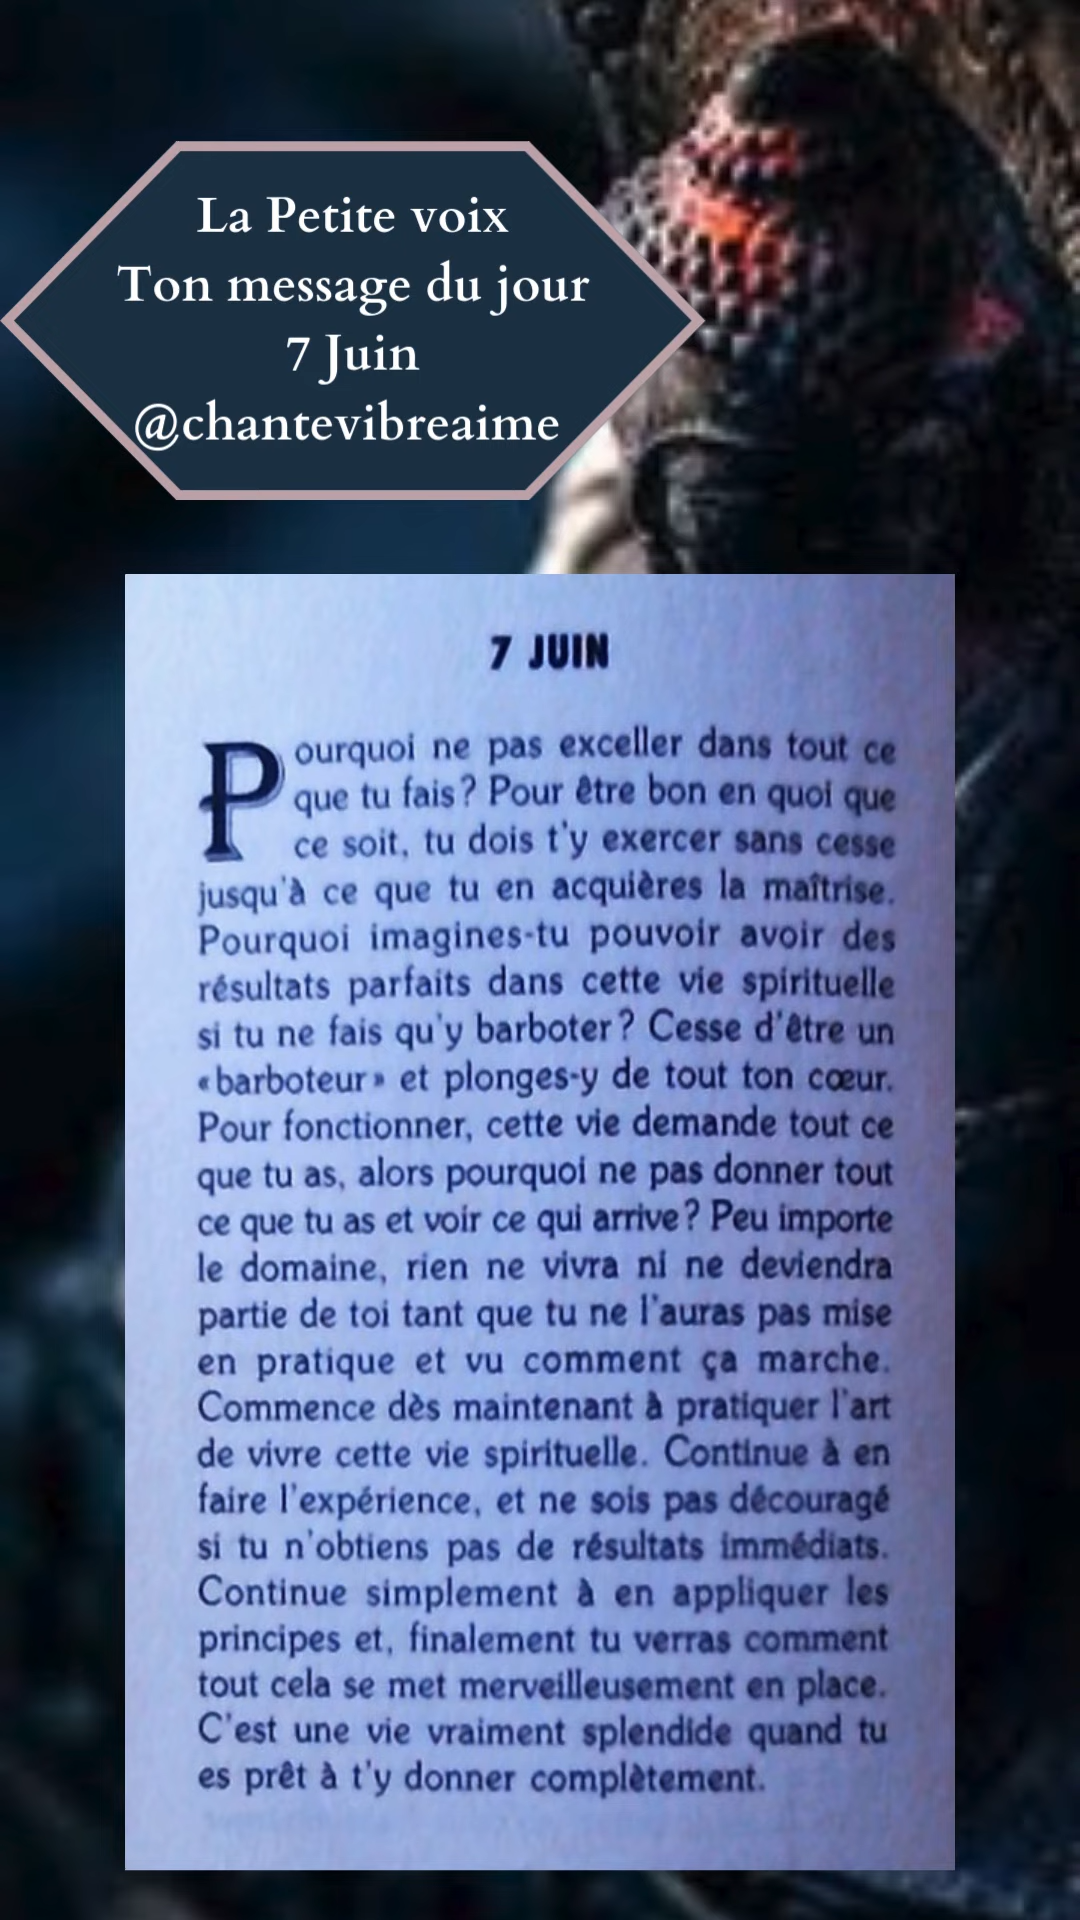 La Petite voix
Ton message du jour
7 Juin
@chantevibreaime
7 JUIN
Pourquoi ne pas exceller dans tout ce
que tu fais? Pour être bon en quoi que
ce soit, tu dois t'y exercer sans cesse
jusqu'à ce que tu en acquières la maîtrise.
Pourquoi imagines-tu pouvoir avoir des
résultats parfaits dans cette vie spirituelle
si tu ne fais qu'y barboter? Cesse d'être un
«barboteur» et plonges-y de tout ton cœur.
Pour fonctionner, cette vie demande tout ce
que tu as, alors pourquoi ne pas donner tout
ce que tu as et voir ce qui arrive? Peu importe
le domaine, rien ne vivra ni ne deviendra
partie de toi tant que tu ne l'auras pas mise
en pratique et vu comment ça marche.
Commence dès maintenant à pratiquer l'art
de vivre cette vie spirituelle. Continue à en
faire l'expérience, et ne sois pas découragé
si tu n'obtiens pas de résultats immédiats.
Continue simplement à en appliquer les
principes et, finalement tu verras comment
tout cela se met merveilleusement en place.
C'est une vie vraiment splendide quand tu
es prêt à t'y donner complètement.